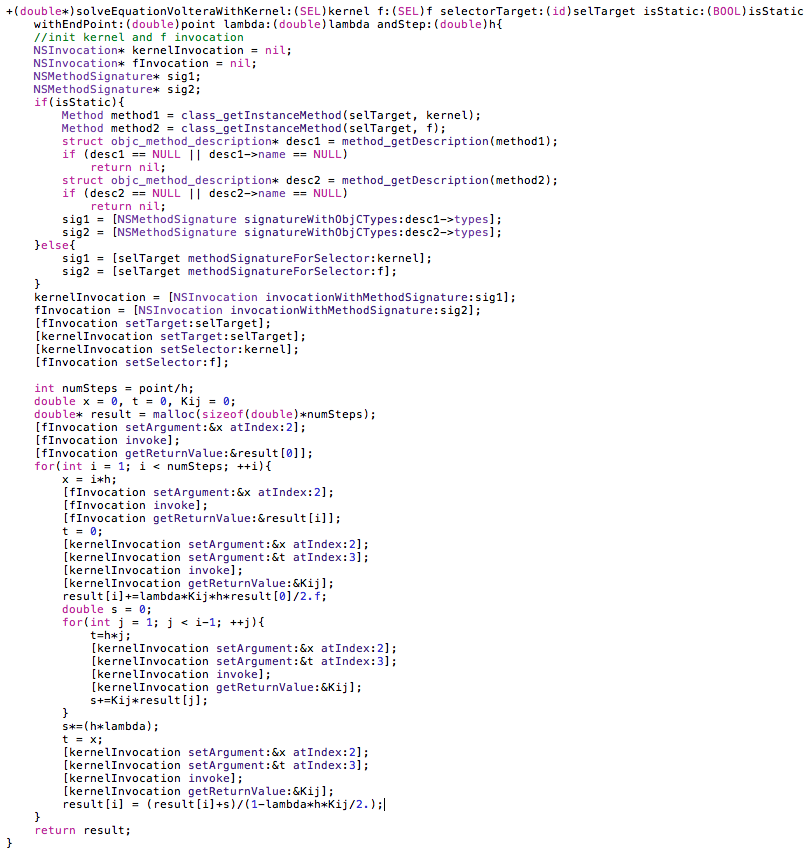 +(double*)solveEquationVolteraWithKernel:(SEL)kernel f:(SEL)f selectorTarget:(id)selTarget isStatic:(BOOL)isStatic
    withEndPoint:(double)point lambda:(double)lambda andStep:(double)h{
    //init kernel and f invocation
    NSInvocation* kernelInvocation = nil;
    NSInvocation* fInvocation = nil;
    NSMethodSignature* sig1;
    NSMethodSignature* sig2;
    if(isStatic){
        Method method1 = class_getInstanceMethod(selTarget, kernel);
        Method method2 = class_getInstanceMethod(selTarget, f);
        struct objc_method_description* desc1 = method_getDescription(method1);
        if (desc1 == NULL || desc1->name == NULL)
            return nil;
        struct objc_method_description* desc2 = method_getDescription(method2);
        if (desc2 == NULL || desc2->name == NULL)
            return nil;
        sig1 = [NSMethodSignature signatureWithObjCTypes:desc1->types];
        sig2 = [NSMethodSignature signatureWithObjCTypes:desc2->types];
    }else{
        sig1 = [selTarget methodSignatureForSelector:kernel];
        sig2 = [selTarget methodSignatureForSelector:f];
    }
    kernelInvocation = [NSInvocation invocationWithMethodSignature:sig1];
    fInvocation = [NSInvocation invocationWithMethodSignature:sig2];
    [fInvocation setTarget:selTarget];
    [kernelInvocation setTarget:selTarget];
    [kernelInvocation setSelector:kernel];
    [fInvocation setSelector:f];

    int numSteps = point/h;
    double x = 0, t = 0, Kij = 0;
    double* result = malloc(sizeof(double)*numSteps);
    [fInvocation setArgument:&x atIndex:2];
    [fInvocation invoke];
    [fInvocation getReturnValue:&result[0]];
    for(int i = 1; i < numSteps; ++i){
        x = i*h;
        [fInvocation setArgument:&x atIndex:2];
        [fInvocation invoke];
        [fInvocation getReturnValue:&result[i]];
        t = 0;
        [kernelInvocation setArgument:&x atIndex:2];
        [kernelInvocation setArgument:&t atIndex:3];
        [kernelInvocation invoke];
        [kernelInvocation getReturnValue:&Kij];
        result[i]+=lambda*Kij*h*result[0]/2.f;
        double s = 0;
        for(int j = 1; j < i-1; ++j){
            t=h*j;
            [kernelInvocation setArgument:&x atIndex:2];
            [kernelInvocation setArgument:&t atIndex:3];
            [kernelInvocation invoke];
            [kernelInvocation getReturnValue:&Kij];
            s+=Kij*result[j];
        }
        s*=(h*lambda);
        t = x;
        [kernelInvocation setArgument:&x atIndex:2];
        [kernelInvocation setArgument:&t atIndex:3];
        [kernelInvocation invoke];
        [kernelInvocation getReturnValue:&Kij];
        result[i] = (result[i]+s)/(1-lambda*h*Kij/2.);
    }
    return result;
}